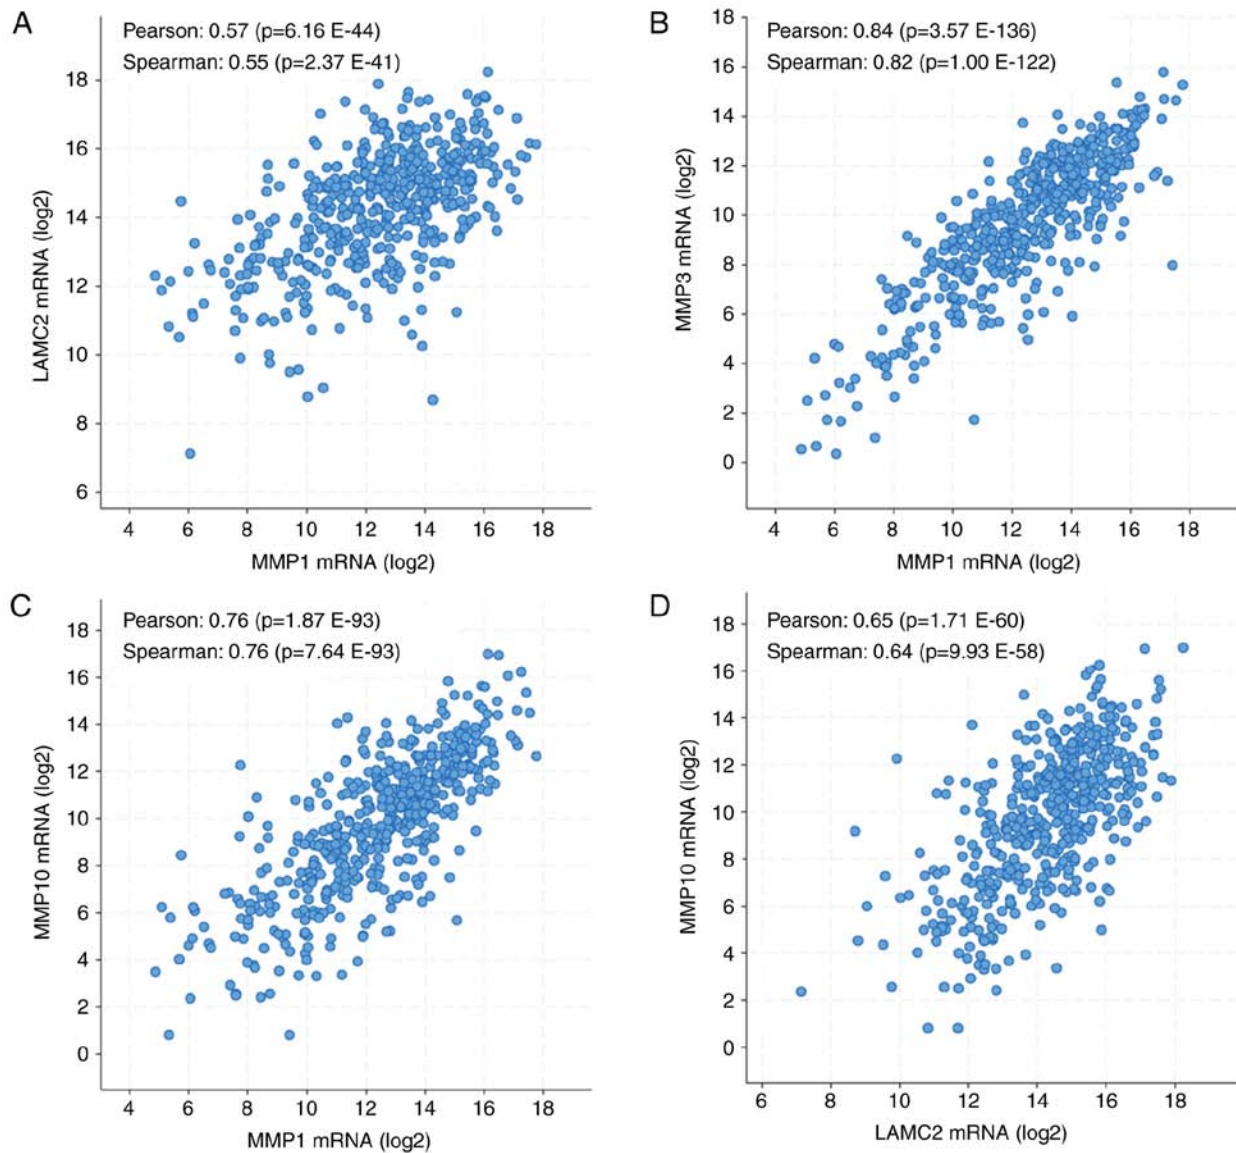 A
Pearson: 0.57 (p=6.16 E-44)
Spearman: 0.55 (p=2.37 E-41)
18
16
14
12
10
8
6
LAMC2 mRNA (log2)
4 6 8 10 12 14 16 18
MMP1 mRNA (log2)
B
Pearson: 0.84 (p=3.57 E-136)
Spearman: 0.82 (p=1.00 E-122)
18
16
14
12
10
8
6
4
2
0
MMP3 mRNA (log2)
4 6 8 10 12 14 16 18
MMP1 mRNA (log2)
C
Pearson: 0.76 (p=1.87 E-93)
Spearman: 0.76 (p=7.64 E-93)
18
16
14
12
10
8
6
4
2
0
MMP10 mRNA (log2)
4 6 8 10 12 14 16 18
MMP1 mRNA (log2)
D
Pearson: 0.65 (p=1.71 E-60)
Spearman: 0.64 (p=9.93 E-58)
18
16
14
12
10
8
6
4
2
0
MMP10 mRNA (log2)
6 8 10 12 14 16 18
LAMC2 mRNA (log2)